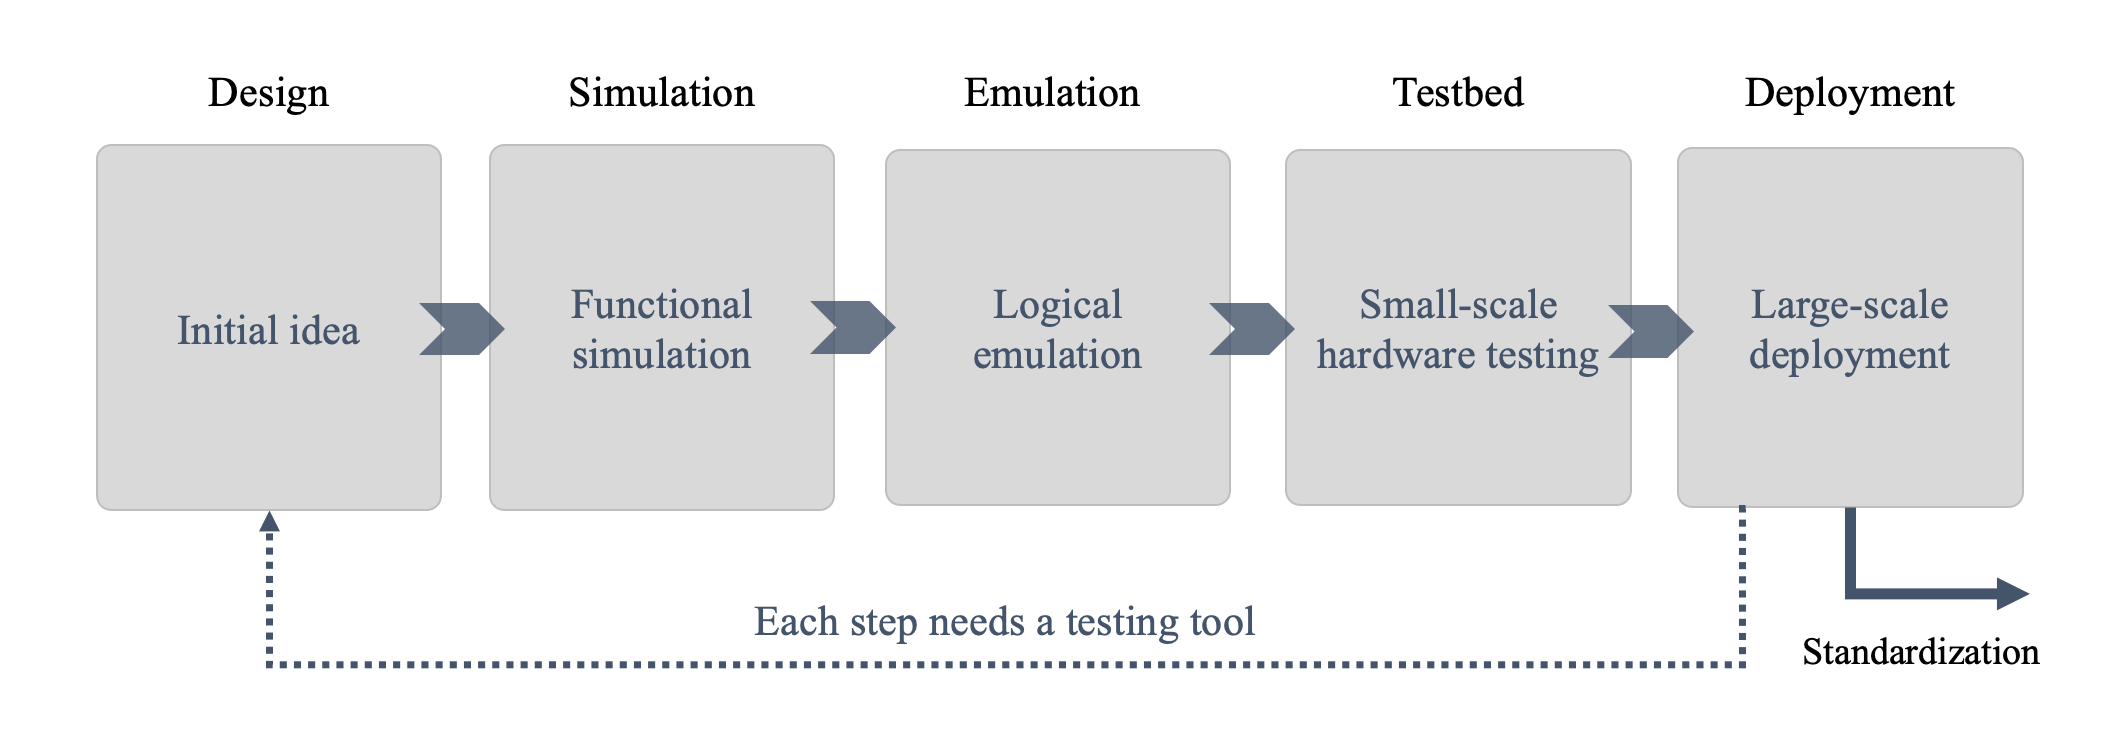 Design
Simulation
Emulation
Testbed
Deployment
Initial idea
Functional
simulation
Logical
emulation
Small-scale
hardware testing
Large-scale
deployment
Each step needs a testing tool
Standardization